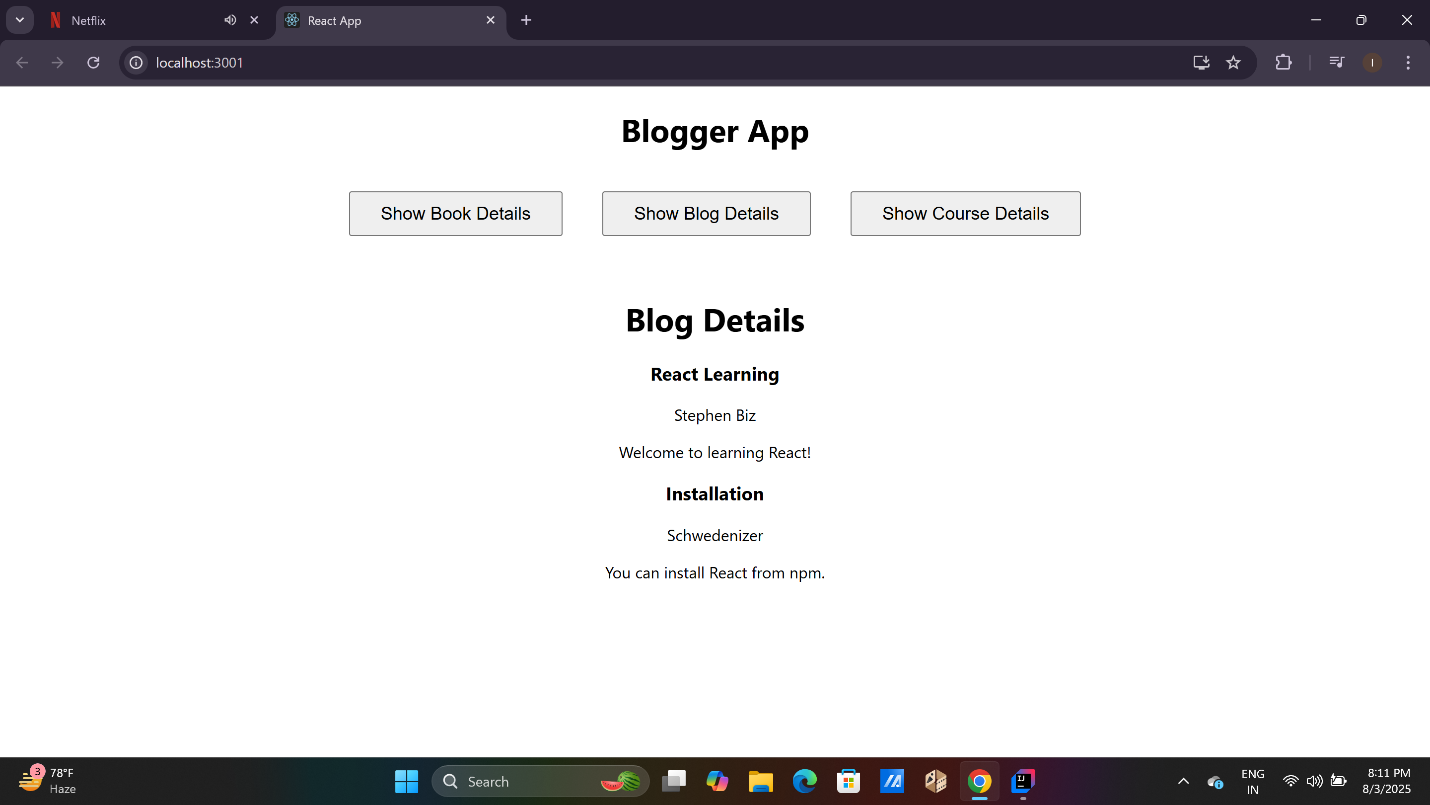 Netflix
React App
localhost:3001
I
Blogger App
Show Book Details Show Blog Details Show Course Details
Blog Details
React Learning
Stephen Biz
Welcome to learning React!
Installation
Schwedenizer
You can install React from npm.
3 78°F
Haze
Search
IJ
ENG
IN
8:11 PM
8/3/2025